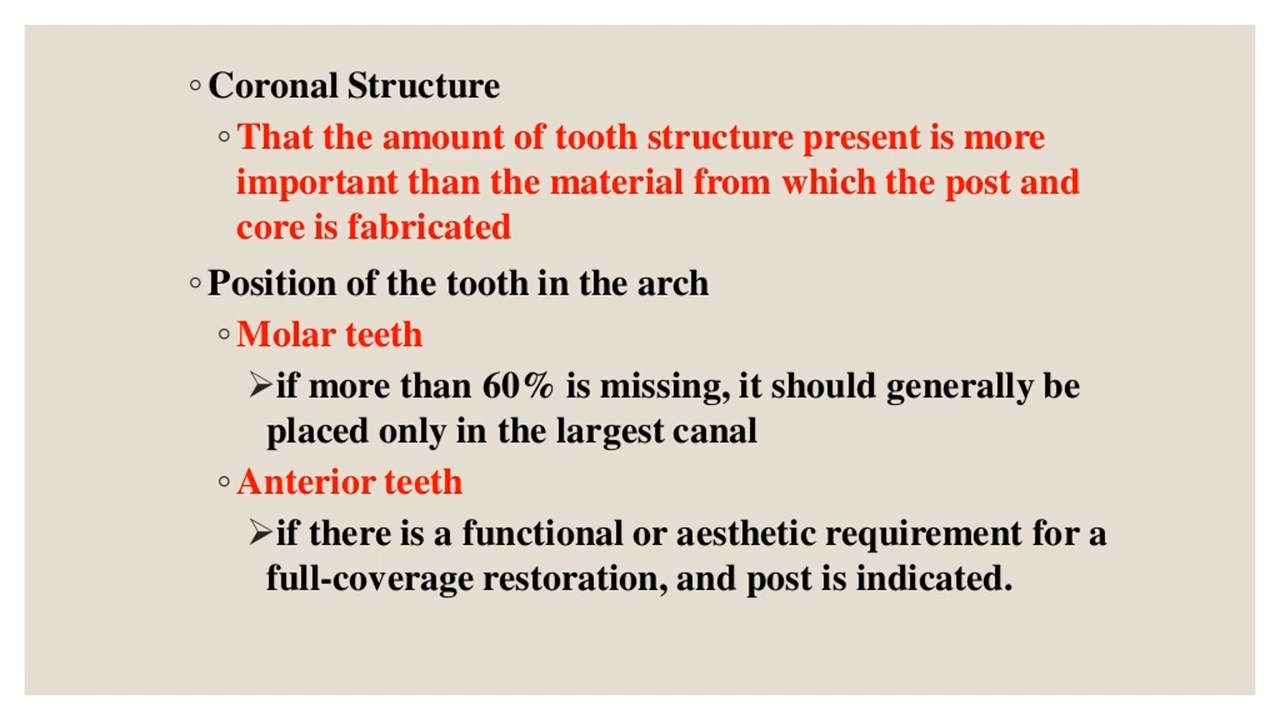 ◦Coronal Structure
◦That the amount of tooth structure present is more
important than the material from which the post and
core is fabricated
◦Position of the tooth in the arch
◦Molar teeth
➢if more than 60% is missing, it should generally be
placed only in the largest canal
◦Anterior teeth
➢if there is a functional or aesthetic requirement for a
full-coverage restoration, and post is indicated.